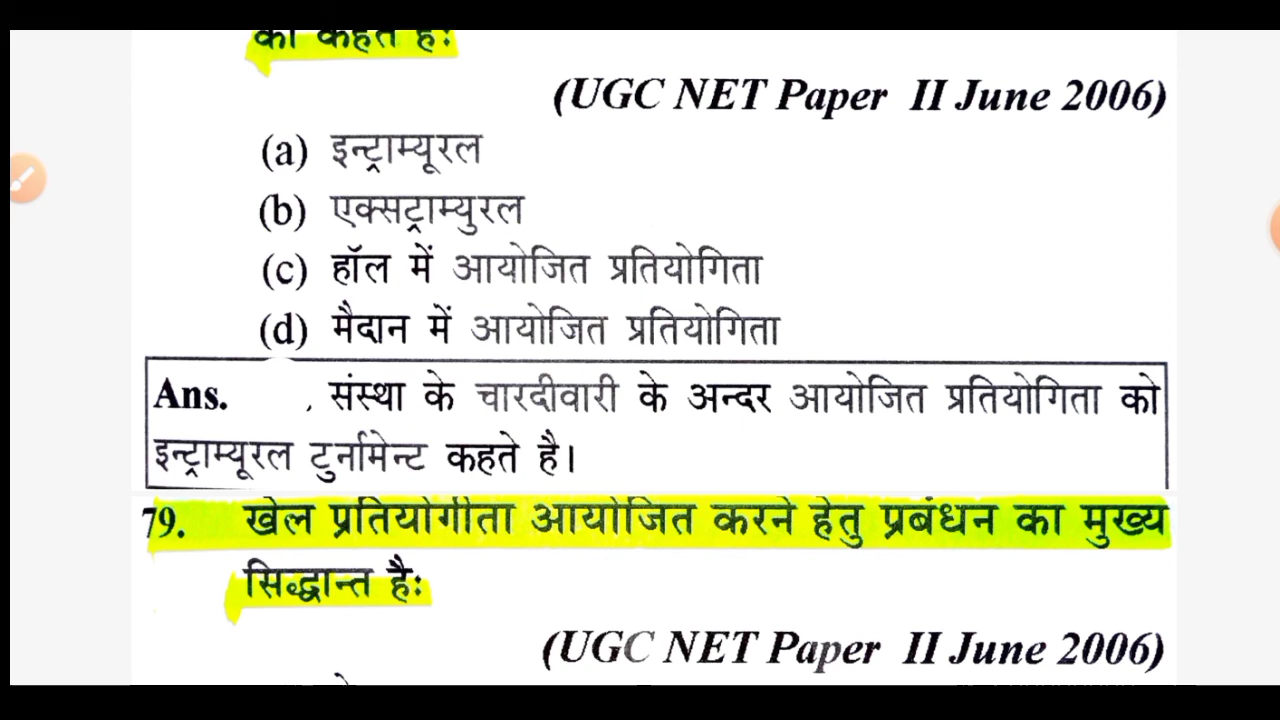 को कहते हैः
(UGC NET Paper II June 2006)
(a) इन्ट्राम्यूरल
(b) एक्सट्राम्युरल
(c) हॉल में आयोजित प्रतियोगिता
(d) मैदान में आयोजित प्रतियोगिता
Ans. , संस्था के चारदीवारी के अन्दर आयोजित प्रतियोगिता को
इन्ट्राम्यूरल टुर्नामेन्ट कहते है।
79. खेल प्रतियोगीता आयोजित करने हेतु प्रबंधन का मुख्य
सिद्धान्त हैः
(UGC NET Paper II June 2006)